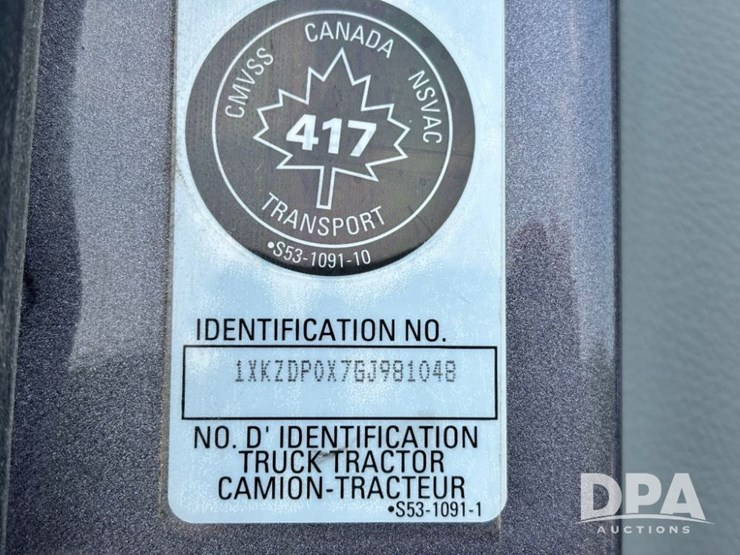 CMVSS CANADA NSVAC
417
TRANSPORT
•S53-1091-10
IDENTIFICATION NO.
1XKZDP0X7GJ981048
NO. D' IDENTIFICATION
TRUCK TRACTOR
CAMION-TRACTEUR
•S53-1091-1
DPA
AUCTIONS